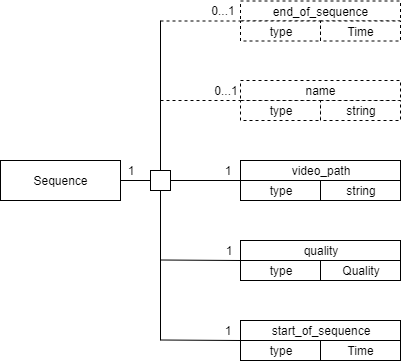 0...1
end_of_sequence
type Time
0...1
name
type string
Sequence
1
1
video_path
type string
1
quality
type Quality
1
start_of_sequence
type Time